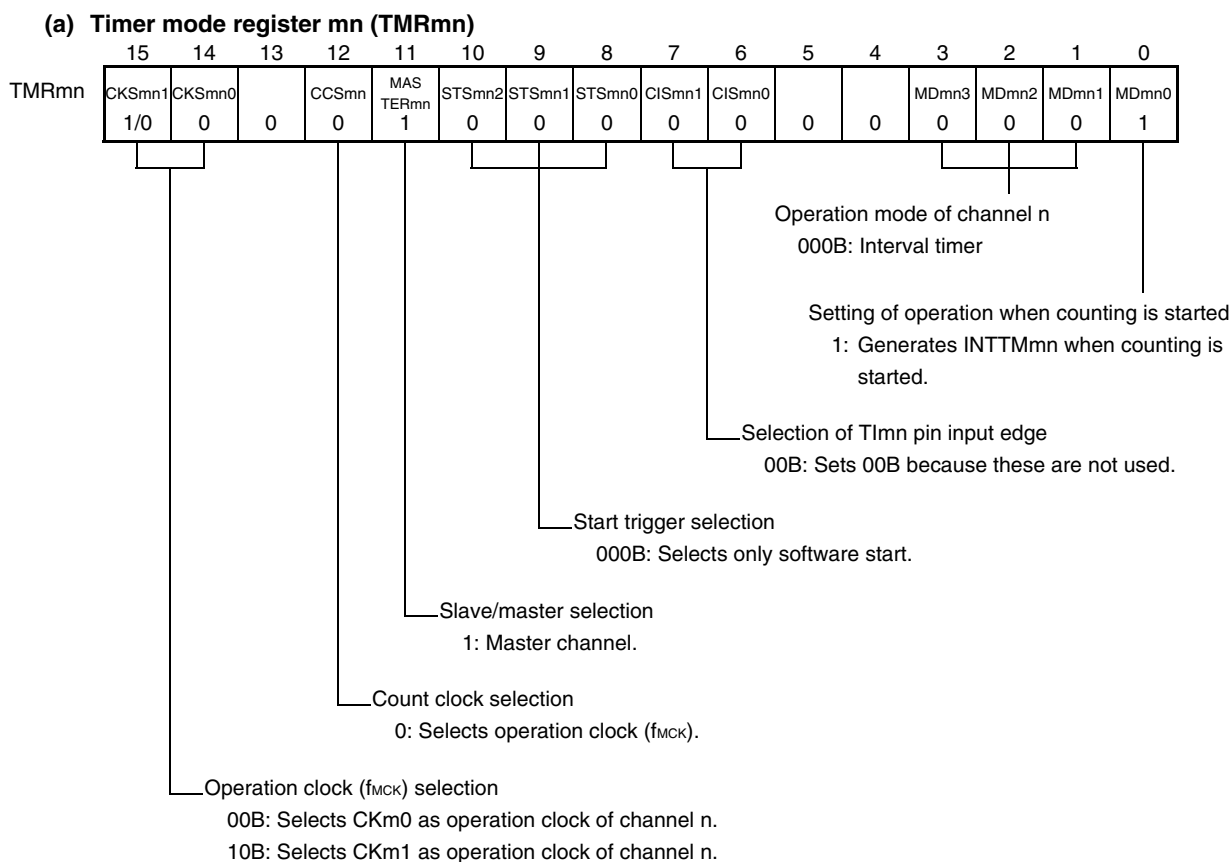 (a) Timer mode register mn (TMRmn)
15 14 13 12 11 10 9 8 7 6 5 4 3 2 1 0
TMRmn CKSmn1 CKSmn0 CCSmn MAS TERmn STSmn2 STSmn1 STSmn0 CISmn1 CISmn0 MDmn3 MDmn2 MDmn1 MDmn0
1/0 0 0 0 1 0 0 0 0 0 0 0 0 0 0 1
Operation mode of channel n
000B: Interval timer
Setting of operation when counting is started
1: Generates INTTMmn when counting is
started.
Selection of TImn pin input edge
00B: Sets 00B because these are not used.
Start trigger selection
000B: Selects only software start.
Slave/master selection
1: Master channel.
Count clock selection
0: Selects operation clock (fMCK).
Operation clock (fMCK) selection
00B: Selects CKm0 as operation clock of channel n.
10B: Selects CKm1 as operation clock of channel n.